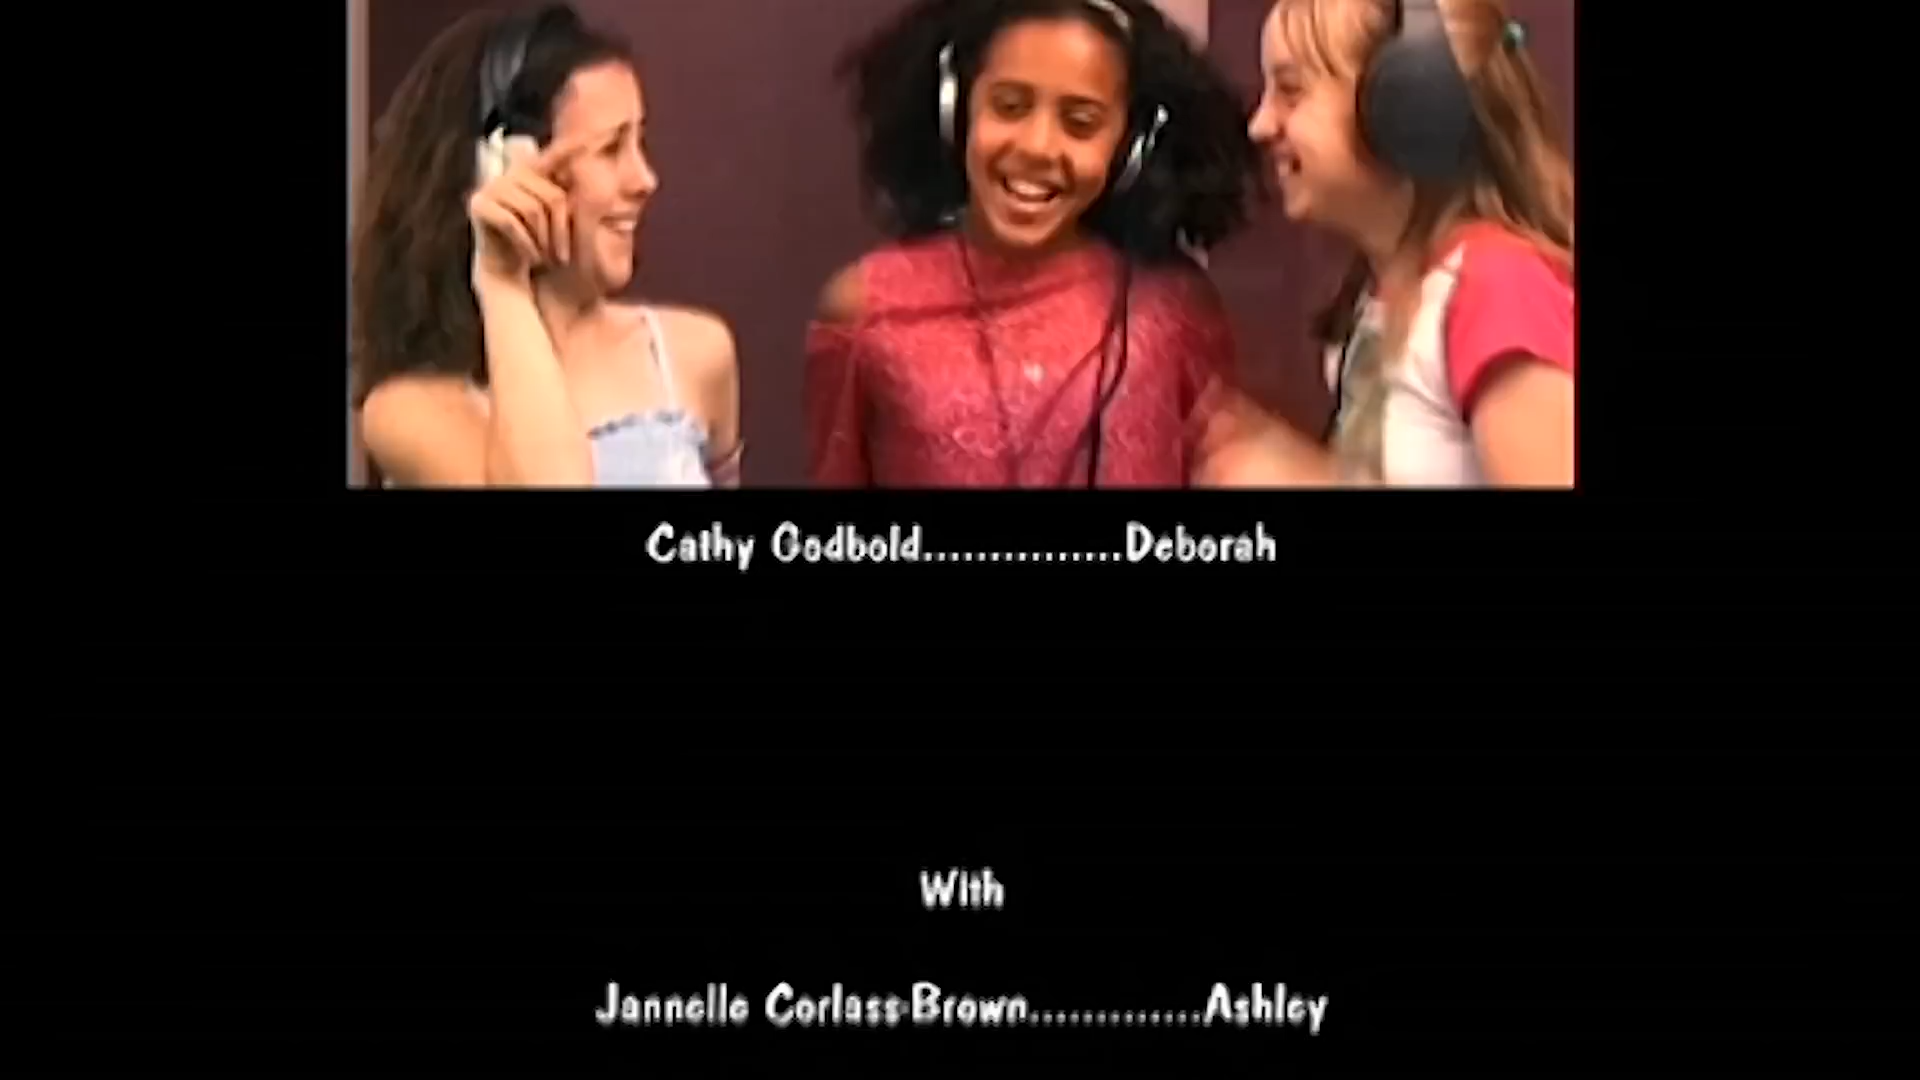 Cathy Godbold...............Deborah
With
Jannelle Corlass-Brown.............Ashley